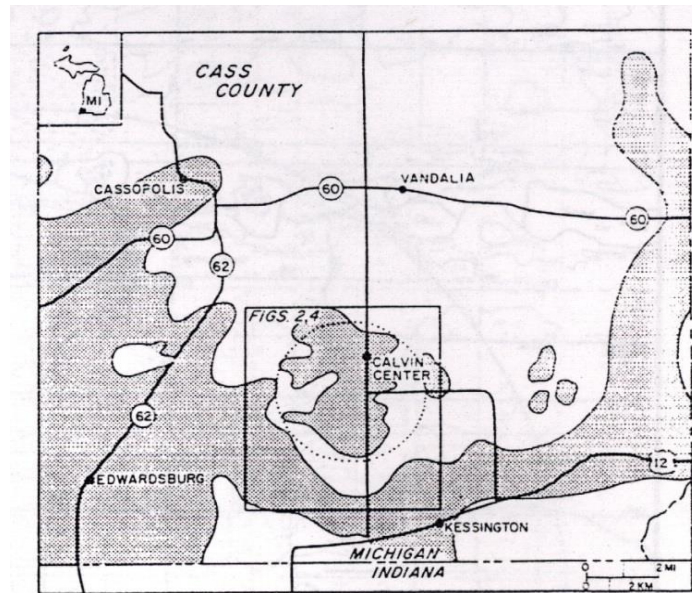 CASS
COUNTY
MI
CASSOPOLIS
60
VANDALIA
60
60
62
FIGS. 2,4
CALVIN
CENTER
62
EDWARDSBURG
12
KESSINGTON
MICHIGAN
INDIANA
0 2 MI
0 2 KM